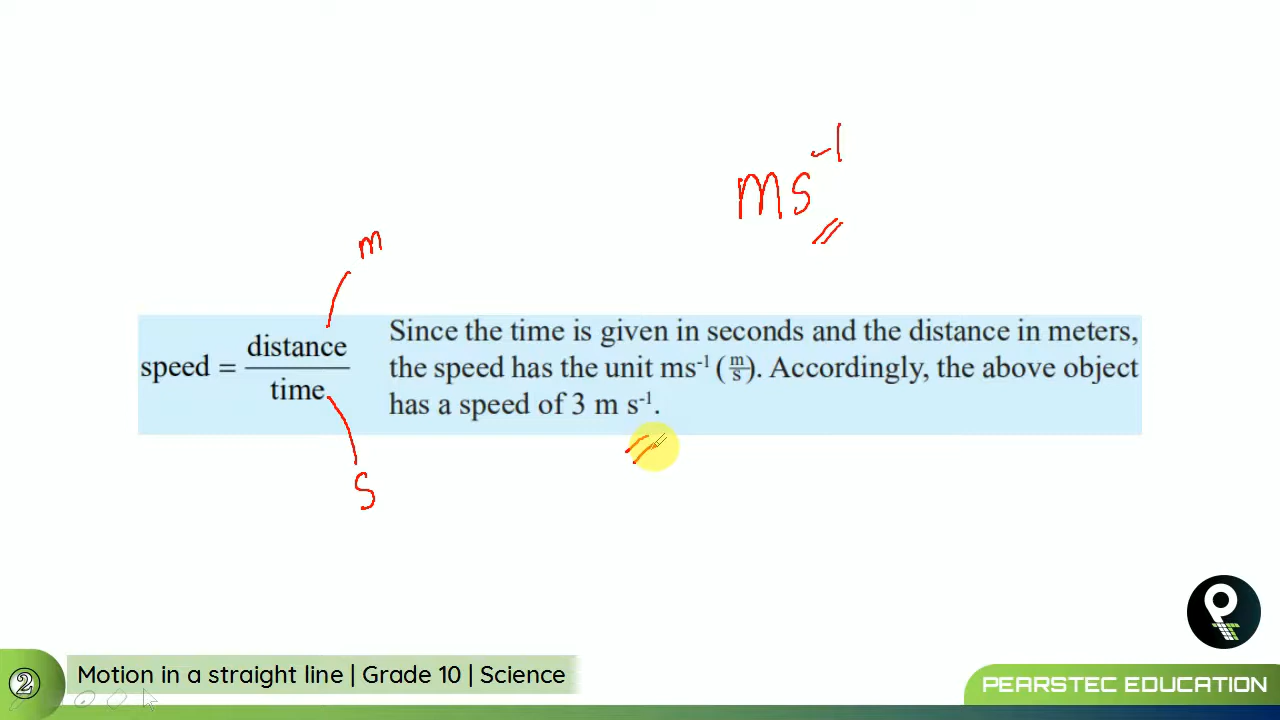 ms⁻¹
m
speed = distance / time
Since the time is given in seconds and the distance in meters,
the speed has the unit ms⁻¹ (m/s). Accordingly, the above object
has a speed of 3 m s⁻¹.
s
2
Motion in a straight line | Grade 10 | Science
PEARSTEC EDUCATION